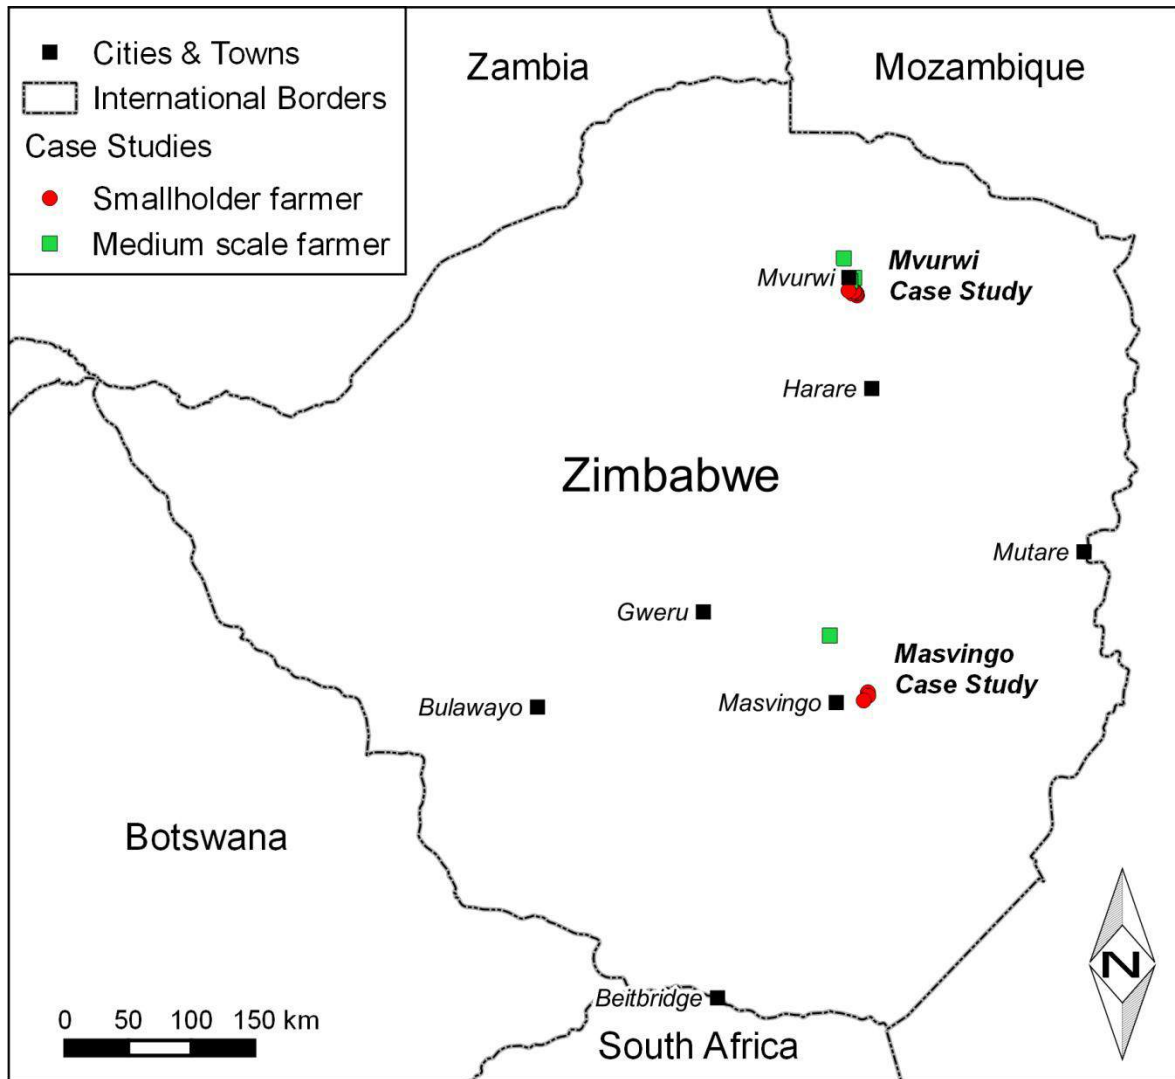 Cities & Towns
International Borders
Case Studies
Smallholder farmer
Medium scale farmer
Zambia
Mozambique
Mvurwi
Mvurwi
Case Study
Harare
Zimbabwe
Mutare
Gweru
Masvingo
Case Study
Masvingo
Bulawayo
Botswana
N
Beitbridge
0 50 100 150 km
South Africa